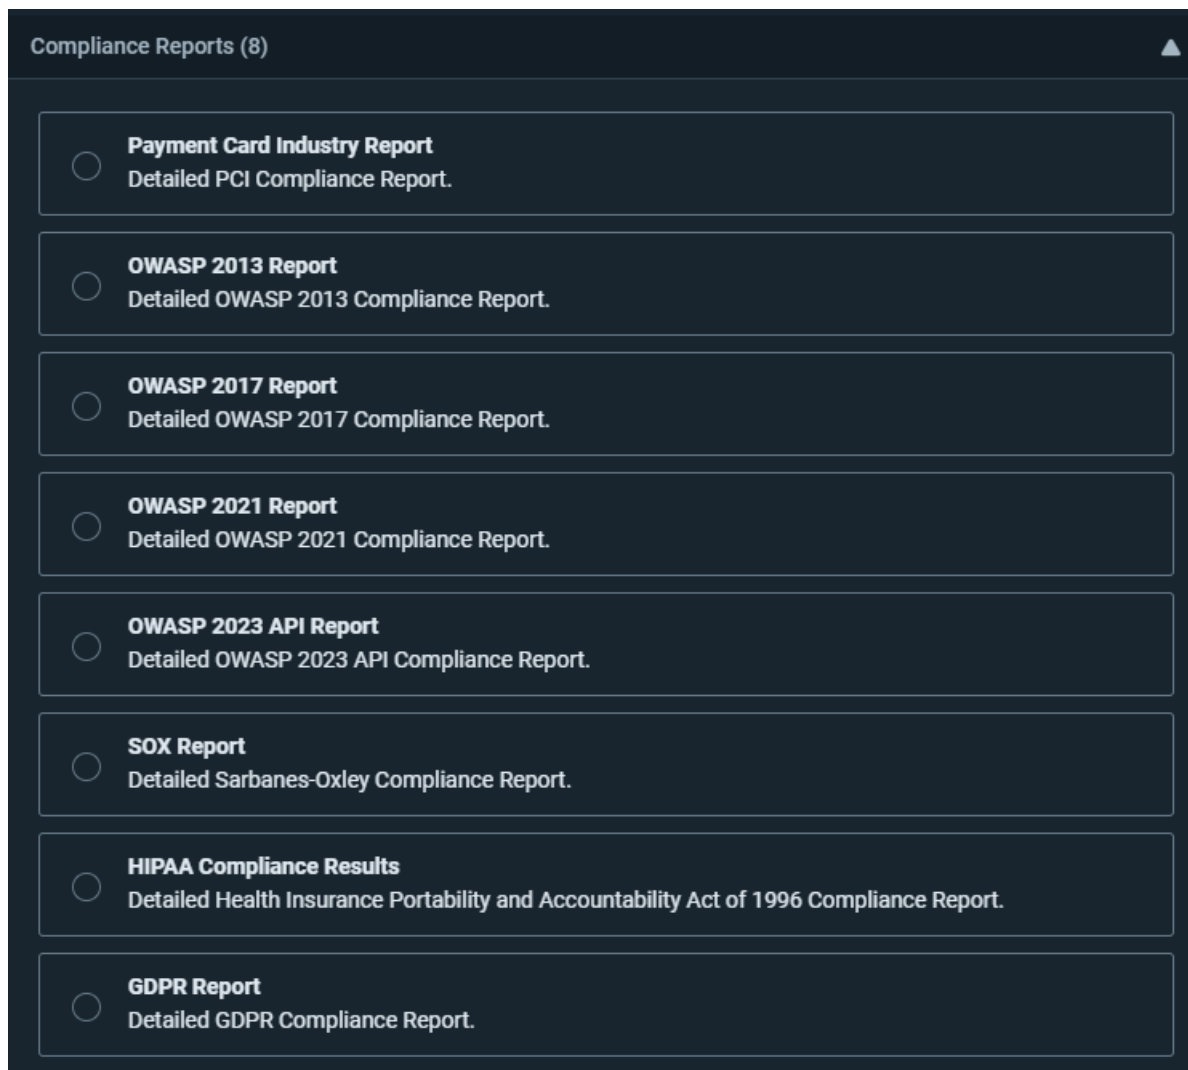 Compliance Reports (8)
Payment Card Industry Report
Detailed PCI Compliance Report.
OWASP 2013 Report
Detailed OWASP 2013 Compliance Report.
OWASP 2017 Report
Detailed OWASP 2017 Compliance Report.
OWASP 2021 Report
Detailed OWASP 2021 Compliance Report.
OWASP 2023 API Report
Detailed OWASP 2023 API Compliance Report.
SOX Report
Detailed Sarbanes-Oxley Compliance Report.
HIPAA Compliance Results
Detailed Health Insurance Portability and Accountability Act of 1996 Compliance Report.
GDPR Report
Detailed GDPR Compliance Report.